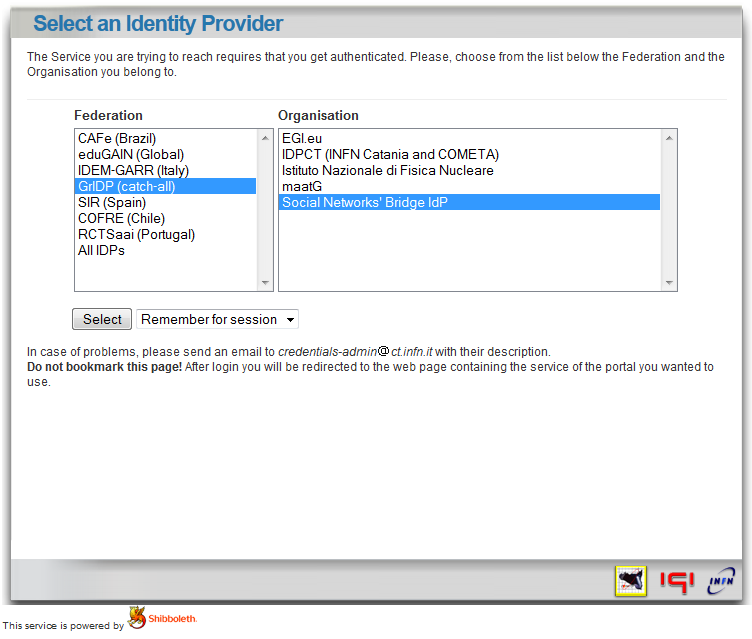 Select an Identity Provider
The Service you are trying to reach requires that you get authenticated. Please, choose from the list below the Federation and the
Organisation you belong to.
Federation
Organisation
CAFe (Brazil)
eduGAIN (Global)
IDEM-GARR (Italy)
GrIDP (catch-all)
SIR (Spain)
COFRE (Chile)
RCTSaai (Portugal)
All IDPs
EGI.eu
IDPCT (INFN Catania and COMETA)
Istituto Nazionale di Fisica Nucleare
maatG
Social Networks' Bridge IdP
Select
Remember for session
In case of problems, please send an email to credentials-admin@ct.infn.it with their description.
Do not bookmark this page! After login you will be redirected to the web page containing the service of the portal you wanted to
use.
IGI
INFN
This service is powered by Shibboleth.